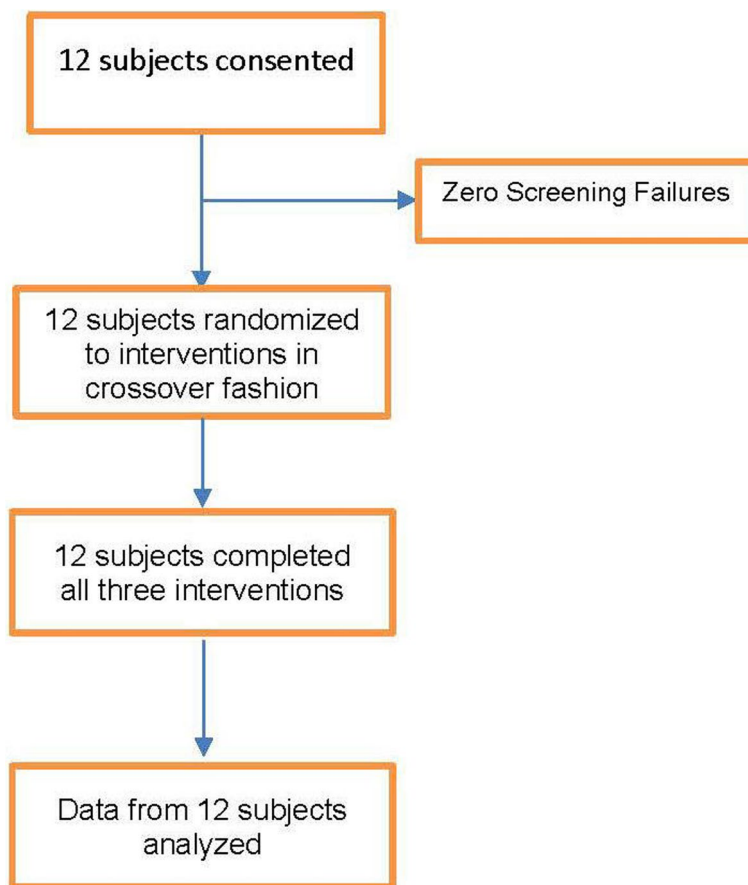 12 subjects consented
Zero Screening Failures
12 subjects randomized
to interventions in
crossover fashion
12 subjects completed
all three interventions
Data from 12 subjects
analyzed